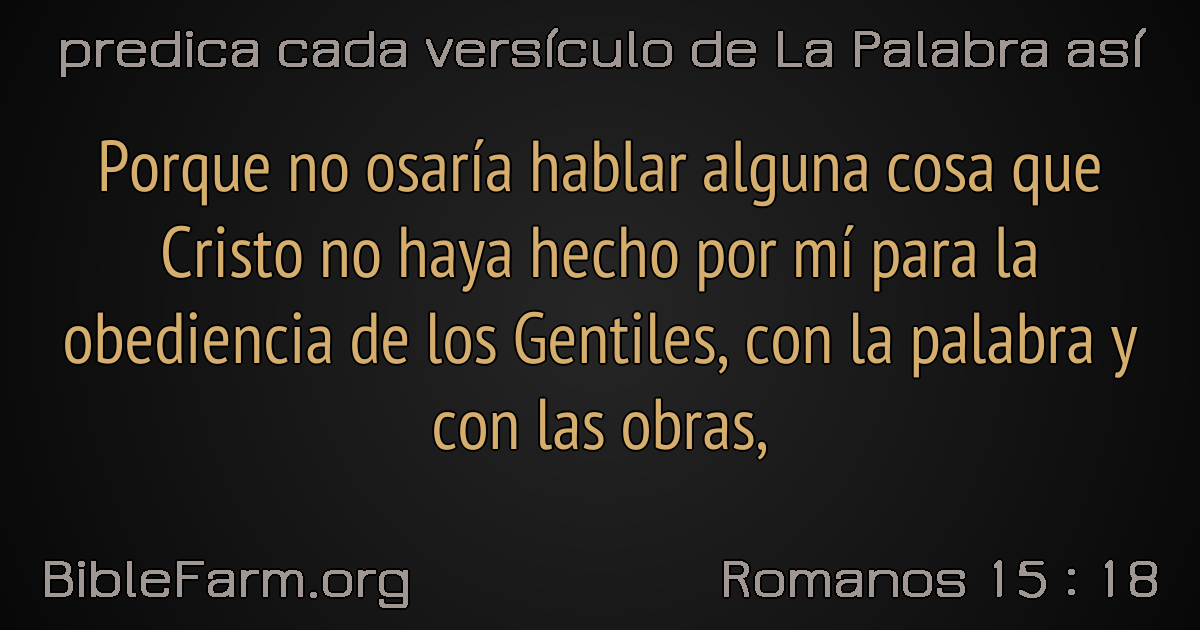 predica cada versículo de La Palabra así
Porque no osaría hablar alguna cosa que
Cristo no haya hecho por mí para la
obediencia de los Gentiles, con la palabra y
con las obras,
BibleFarm.org
Romanos 15 : 18